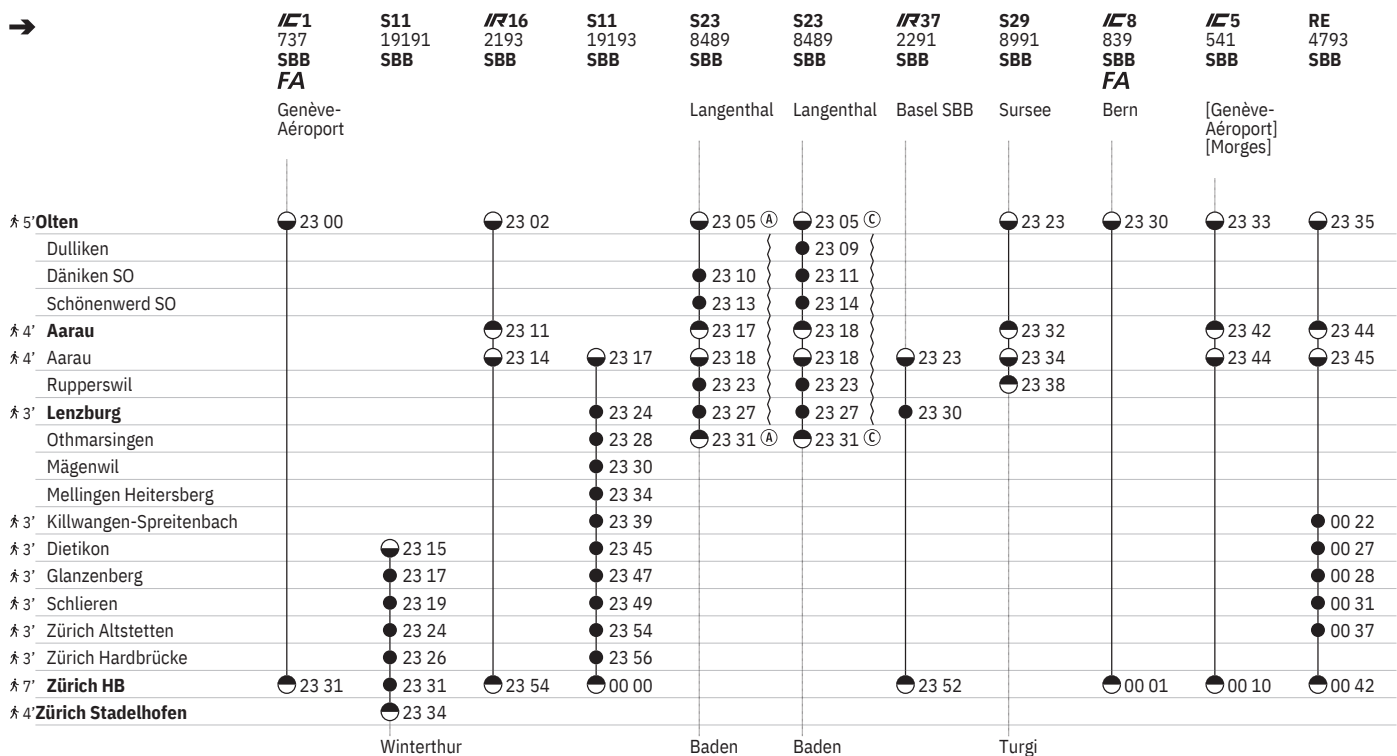 ➔ IC1 S11 IR16 S11 S23 S23 IR37 S29 IC8 IC5 RE
737 19191 2193 19193 8489 8489 2291 8991 839 541 4793
SBB SBB SBB SBB SBB SBB SBB SBB SBB SBB SBB
FA FA
Genève- Langenthal Langenthal Basel SBB Sursee Bern [Genève-
Aéroport Aéroport]
[Morges]
5' Olten 23 00 23 02 23 05 A 23 05 C 23 23 23 30 23 33 23 35
Dulliken 23 09
Däniken SO 23 10 23 11
Schönenwerd SO 23 13 23 14
4' Aarau 23 11 23 17 23 18 23 32 23 42 23 44
4' Aarau 23 14 23 17 23 18 23 18 23 23 23 34 23 44 23 45
Rupperswil 23 23 23 23 23 38
3' Lenzburg 23 24 23 27 23 27 23 30
Othmarsingen 23 28 23 31 A 23 31 C
Mägenwil 23 30
Mellingen Heitersberg 23 34
3' Killwangen-Spreitenbach 23 39 00 22
3' Dietikon 23 15 23 45 00 27
3' Glanzenberg 23 17 23 47 00 28
3' Schlieren 23 19 23 49 00 31
3' Zürich Altstetten 23 24 23 54 00 37
3' Zürich Hardbrücke 23 26 23 56
7' Zürich HB 23 31 23 31 23 54 00 00 23 52 00 01 00 10 00 42
4' Zürich Stadelhofen 23 34
Winterthur Baden Baden Turgi